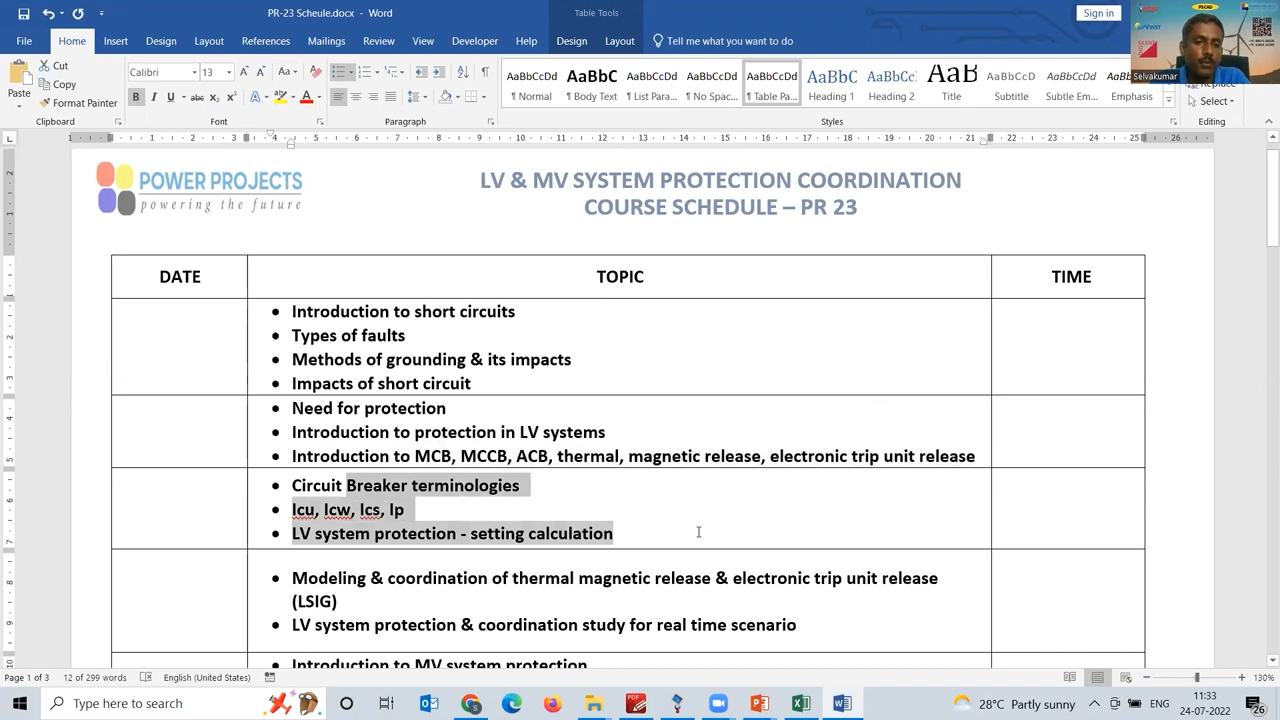 PR-23 Schedule.docx - Word
Table Tools
Sign in
File
Home
Insert
Design
Layout
References
Mailings
Review
View
Developer
Help
Design
Layout
Tell me what you want to do
Paste
Cut
Copy
Format Painter
Clipboard
Calibri
13
Font
Paragraph
AaBbCcDd
¶ Normal
AaBbC
¶ Body Text
AaBbCcDd
¶ List Para...
AaBbCcDd
¶ No Spac...
AaBbCcDd
¶ Table Pa...
AaBbC
Heading 1
AaBbCc
Heading 2
AaBb
Title
AaBbCcDd
Subtitle
AaBbCcDd
Subtle Em...
AaBbCcDd
Emphasis
Styles
Replace
Select
Editing
PSCAD
Selvakumar
POWER PROJECTS
powering the future
LV & MV SYSTEM PROTECTION COORDINATION
COURSE SCHEDULE – PR 23
DATE
TOPIC
TIME
• Introduction to short circuits
• Types of faults
• Methods of grounding & its impacts
• Impacts of short circuit
• Need for protection
• Introduction to protection in LV systems
• Introduction to MCB, MCCB, ACB, thermal, magnetic release, electronic trip unit release
• Circuit Breaker terminologies
• Icu, Icw, Ics, Ip
• LV system protection - setting calculation
• Modeling & coordination of thermal magnetic release & electronic trip unit release
(LSIG)
• LV system protection & coordination study for real time scenario
• Introduction to MV system protection
Page 1 of 3
12 of 299 words
English (United States)
130%
Type here to search
28°C Partly sunny
ENG
11:33
24-07-2022
26